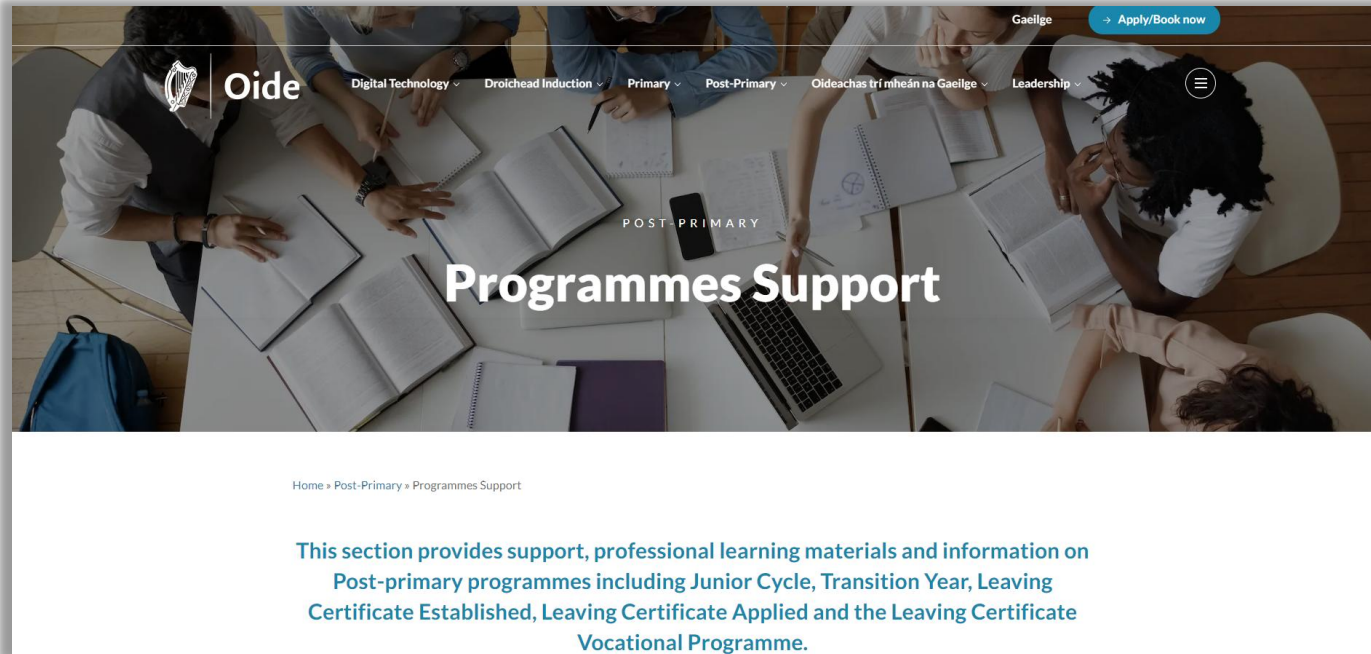 Gaeilge
→ Apply/Book now
Oide
Digital Technology Droichead Induction Primary Post-Primary Oideachas trí mheán na Gaeilge Leadership
POST-PRIMARY
Programmes Support
Home » Post-Primary » Programmes Support
This section provides support, professional learning materials and information on
Post-primary programmes including Junior Cycle, Transition Year, Leaving
Certificate Established, Leaving Certificate Applied and the Leaving Certificate
Vocational Programme.